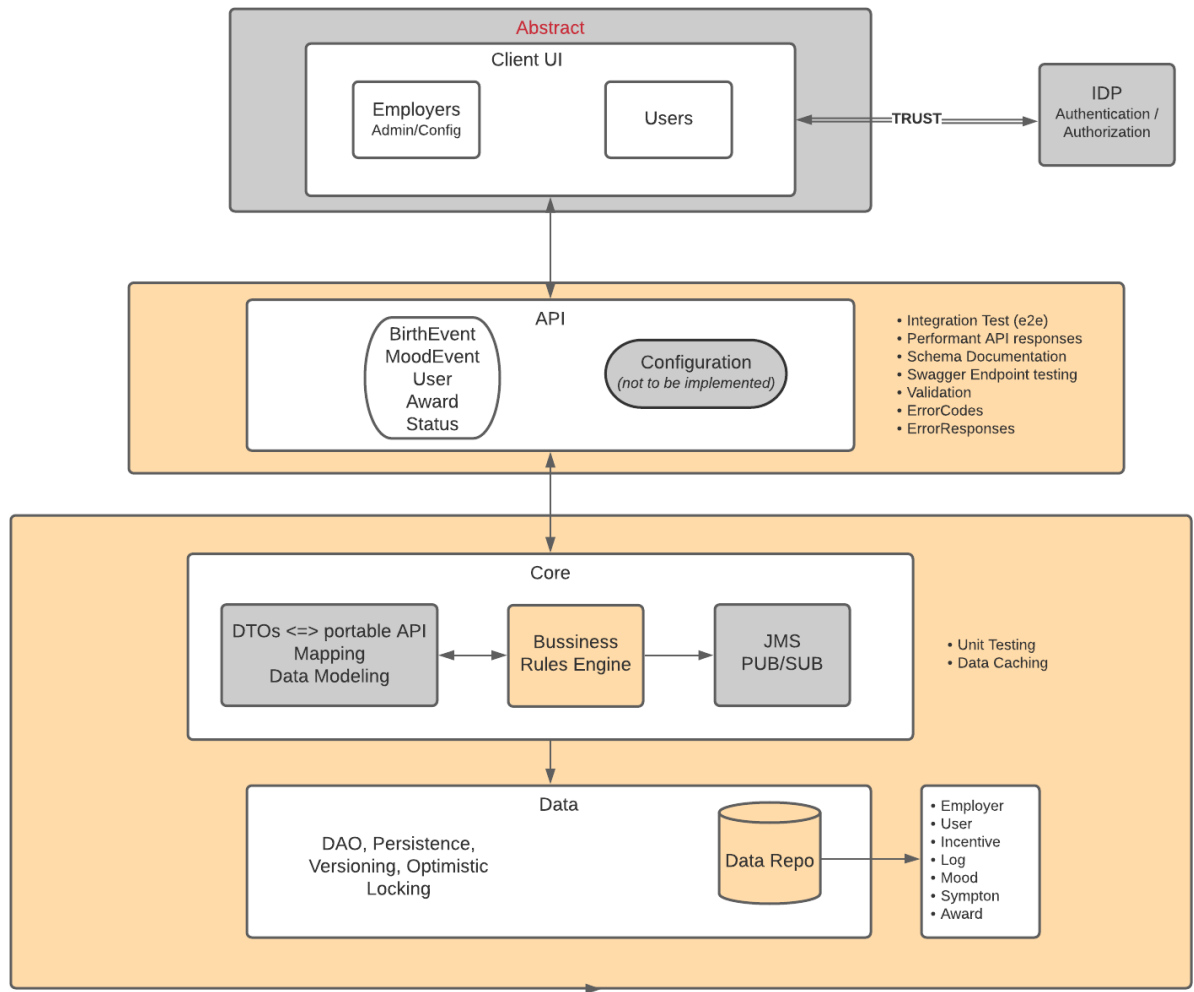 Abstract
Client UI
Employers
Admin/Config
Users
TRUST
IDP
Authentication /
Authorization
API
BirthEvent
MoodEvent
User
Award
Status
Configuration
(not to be implemented)
• Integration Test (e2e)
• Performant API responses
• Schema Documentation
• Swagger Endpoint testing
• Validation
• ErrorCodes
• ErrorResponses
Core
DTOs <=> portable API
Mapping
Data Modeling
Bussiness
Rules Engine
JMS
PUB/SUB
• Unit Testing
• Data Caching
Data
DAO, Persistence,
Versioning, Optimistic
Locking
Data Repo
• Employer
• User
• Incentive
• Log
• Mood
• Sympton
• Award